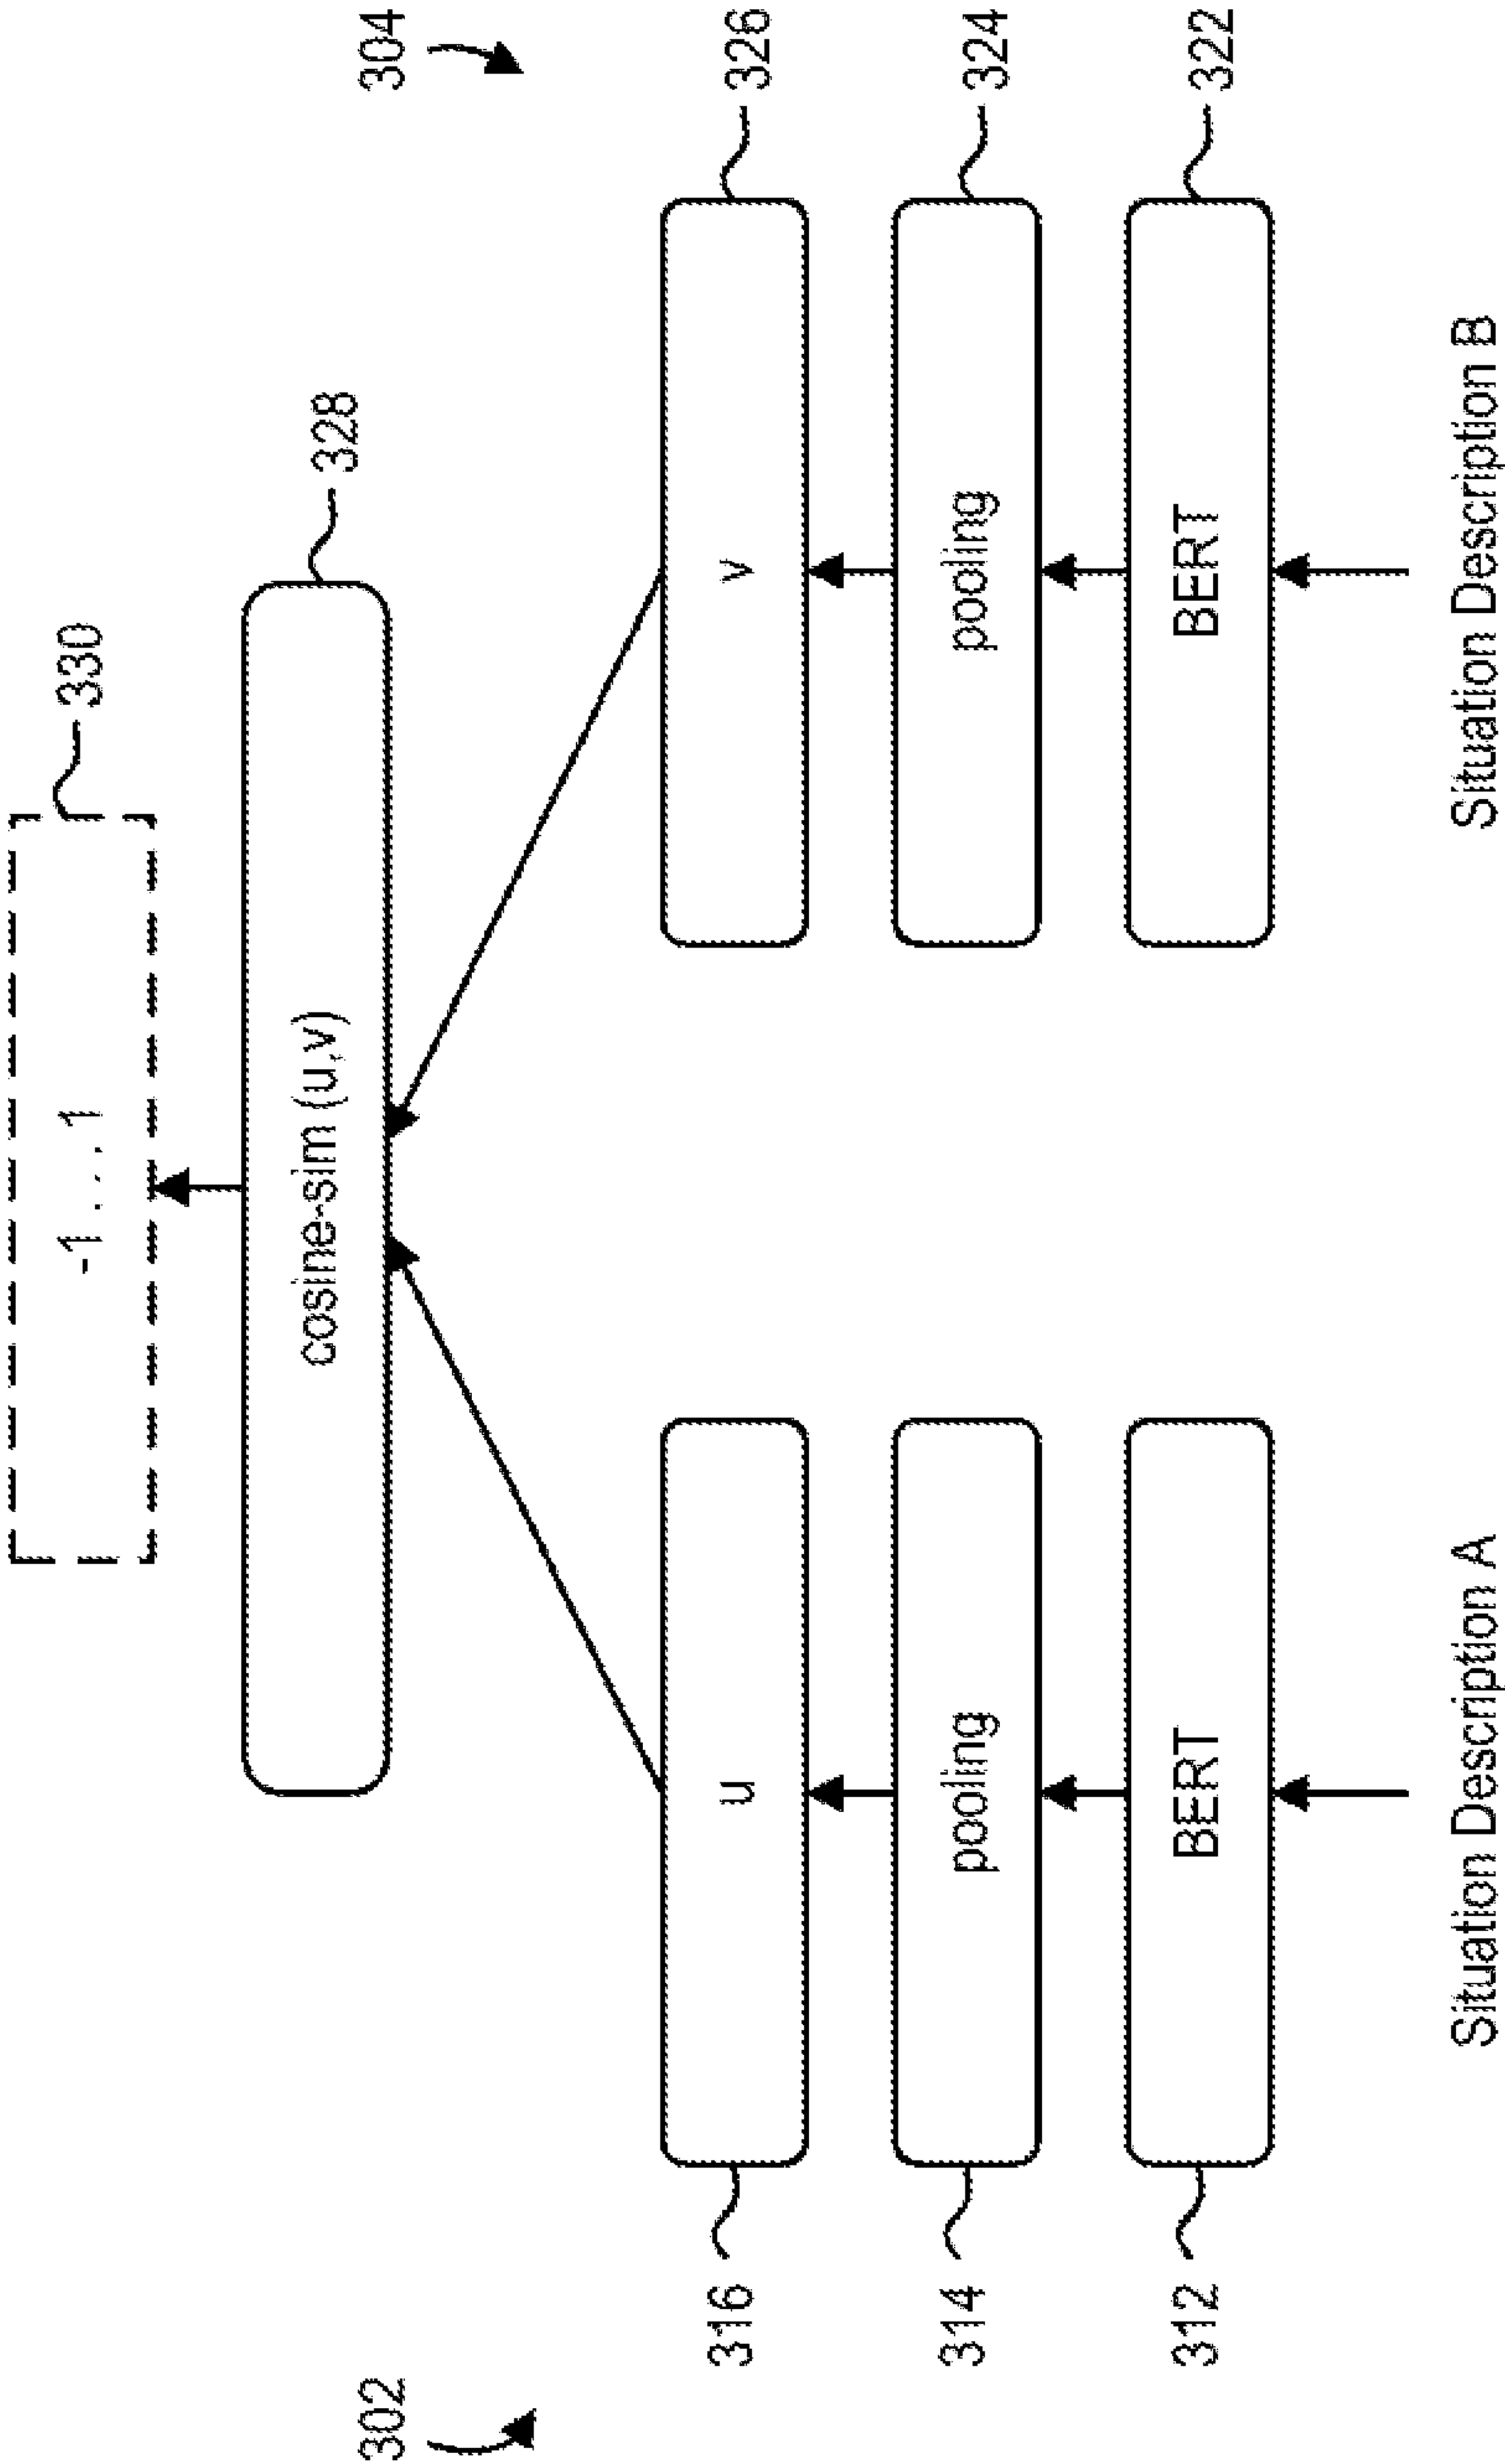 -1 . . . 1
330
cosine-sim (u,v)
328
302
304
316
u
v
326
314
pooling
pooling
324
312
BERT
BERT
322
Situation Description A
Situation Description B